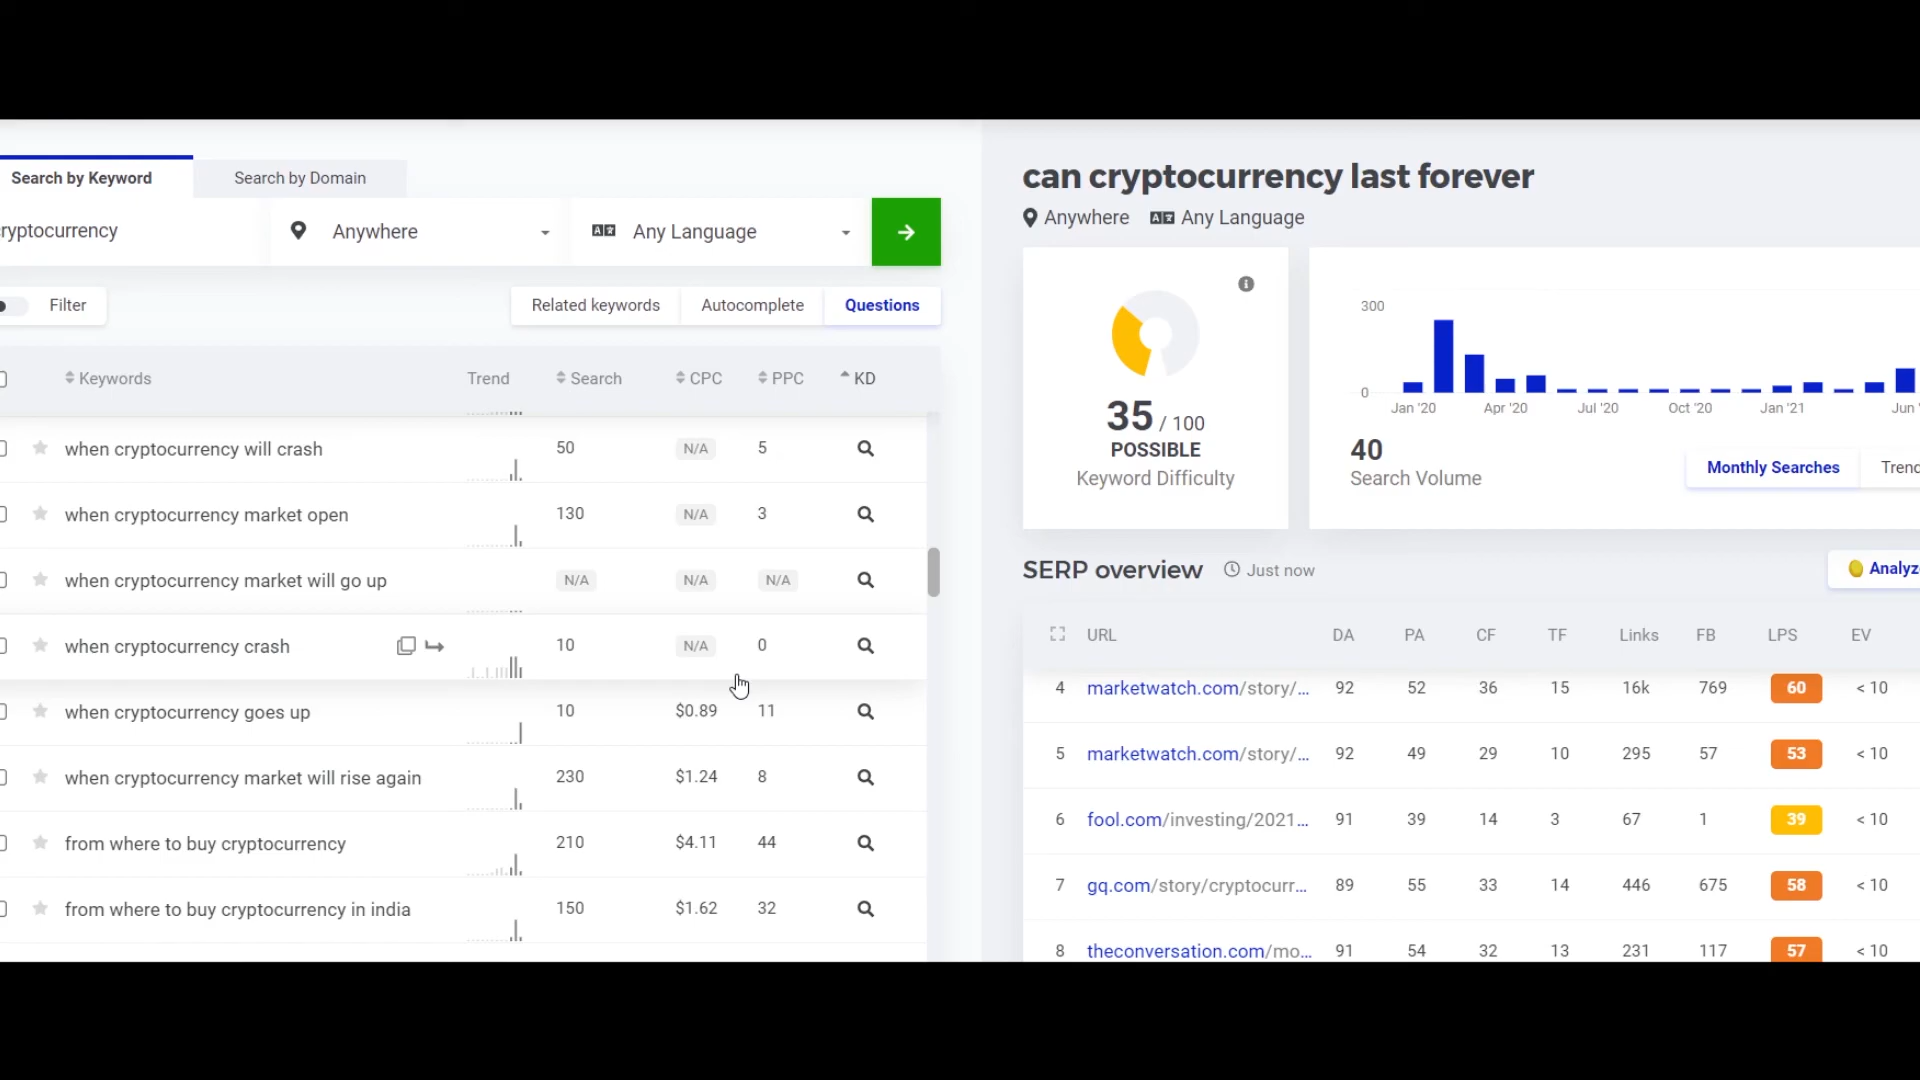 Search by Keyword
Search by Domain
ryptocurrency
Anywhere
Any Language
Filter
Related keywords
Autocomplete
Questions
Keywords Trend Search CPC PPC KD
when cryptocurrency will crash 50 N/A 5
when cryptocurrency market open 130 N/A 3
when cryptocurrency market will go up N/A N/A N/A
when cryptocurrency crash 10 N/A 0
when cryptocurrency goes up 10 $0.89 11
when cryptocurrency market will rise again 230 $1.24 8
from where to buy cryptocurrency 210 $4.11 44
from where to buy cryptocurrency in india 150 $1.62 32
can cryptocurrency last forever
Anywhere Any Language
35 / 100
POSSIBLE
Keyword Difficulty
300
0
Jan '20 Apr '20 Jul '20 Oct '20 Jan '21 Jun '
40
Search Volume
Monthly Searches
Trend
SERP overview Just now
Analyz
URL DA PA CF TF Links FB LPS EV
4 marketwatch.com/story/... 92 52 36 15 16k 769 60 < 10
5 marketwatch.com/story/... 92 49 29 10 295 57 53 < 10
6 fool.com/investing/2021... 91 39 14 3 67 1 39 < 10
7 gq.com/story/cryptocurr... 89 55 33 14 446 675 58 < 10
8 theconversation.com/mo... 91 54 32 13 231 117 57 < 10